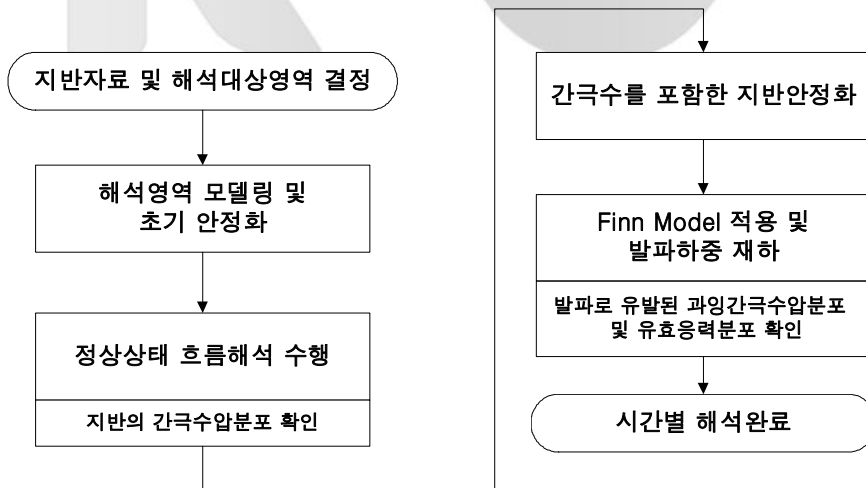 지반자료 및 해석대상영역 결정
해석영역 모델링 및
초기 안정화
정상상태 흐름해석 수행
지반의 간극수압분포 확인
간극수를 포함한 지반안정화
Finn Model 적용 및
발파하중 재하
발파로 유발된 과잉간극수압분포
및 유효응력분포 확인
시간별 해석완료